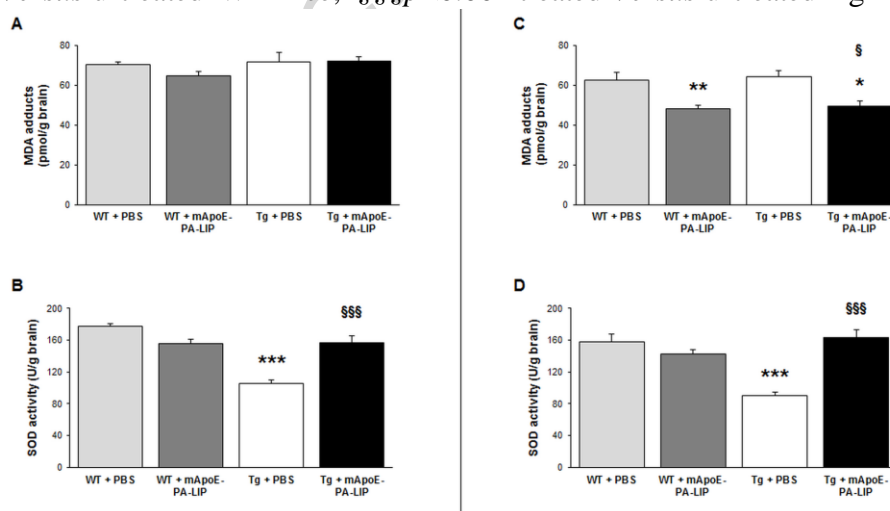 untreated treated versus untreated
A
MDA adducts
(pmol/g brain)
80
60
40
20
0
WT + PBS WT + mApoE-
PA-LIP Tg + PBS Tg + mApoE-
PA-LIP
C
MDA adducts
(pmol/g brain)
80
60
40
20
0
**
§
*
WT + PBS WT + mApoE-
PA-LIP Tg + PBS Tg + mApoE-
PA-LIP
B
SOD activity (U/g brain)
200
160
120
80
40
0
***
§§§
WT + PBS WT + mApoE-
PA-LIP Tg + PBS Tg + mApoE-
PA-LIP
D
SOD activity (U/g brain)
200
160
120
80
40
0
***
§§§
WT + PBS WT + mApoE-
PA-LIP Tg + PBS Tg + mApoE-
PA-LIP